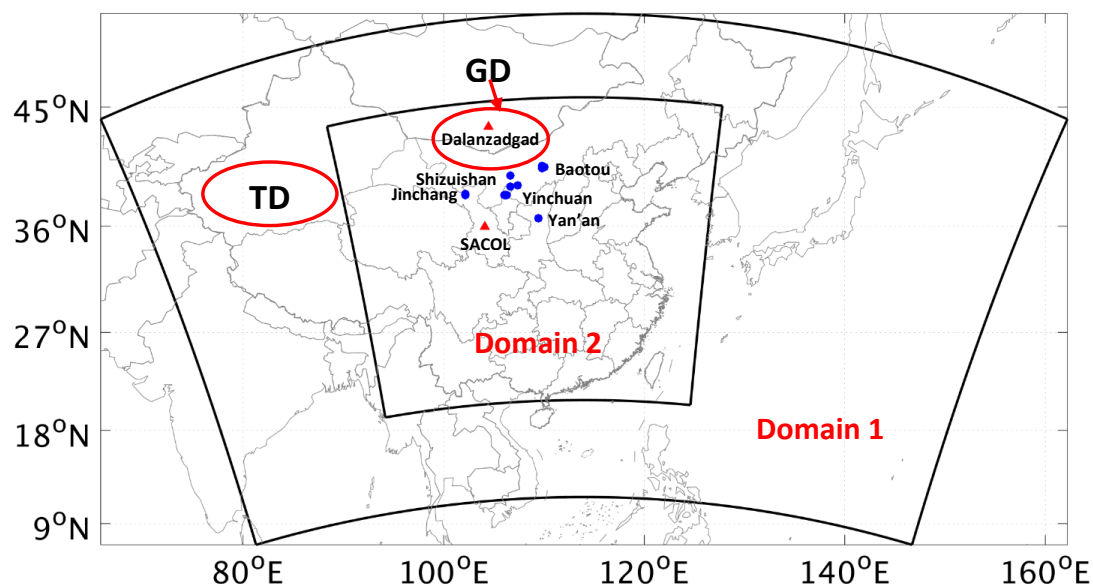 GD
45°N
Dalanzadgad
Baotou
Shizuishan
TD
Jinchang
Yinchuan
36°N
Yan'an
SACOL
27°N
Domain 2
18°N
Domain 1
9°N
80°E
100°E
120°E
140°E
160°E